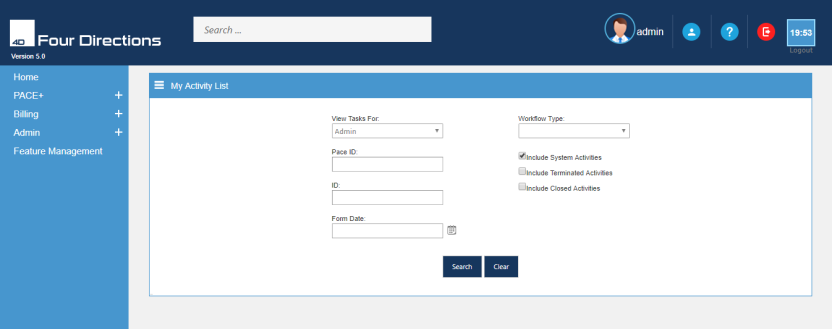 4D Four Directions
Version 5.0
Search ...
admin
?
19:53
Logout
Home
PACE+ +
Billing +
Admin +
Feature Management
My Activity List
View Tasks For:
Admin
Workflow Type:
Pace ID:
Include System Activities
Include Terminated Activities
Include Closed Activities
ID:
Form Date:
Search
Clear